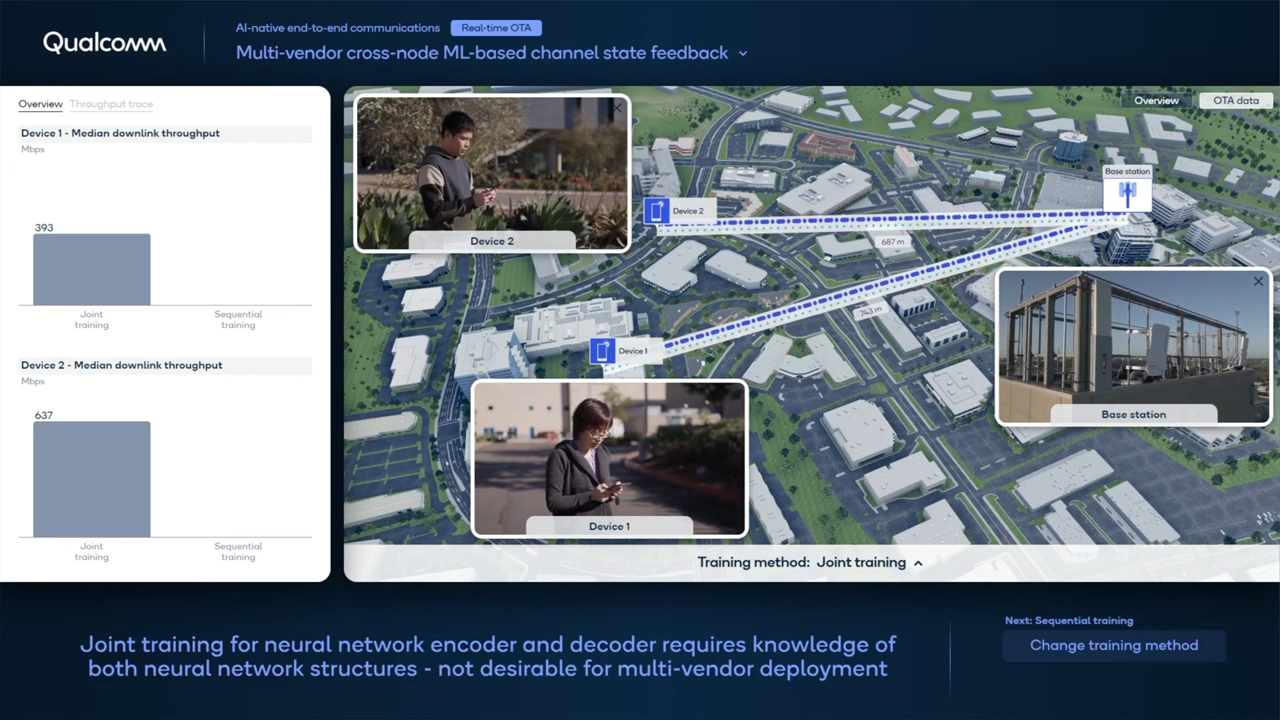 Qualcomm
AI-native end-to-end communications
Real-time OTA
Multi-vendor cross-node ML-based channel state feedback
Overview
Throughput trace
Device 1 - Median downlink throughput
Mbps
393
Joint
training
Sequential
training
Device 2 - Median downlink throughput
Mbps
637
Joint
training
Sequential
training
Overview
OTA data
Device 2
Device 2
Base station
687 m
743 m
Device 1
Base station
Device 1
Training method: Joint training
Joint training for neural network encoder and decoder requires knowledge of
both neural network structures - not desirable for multi-vendor deployment
Next: Sequential training
Change training method